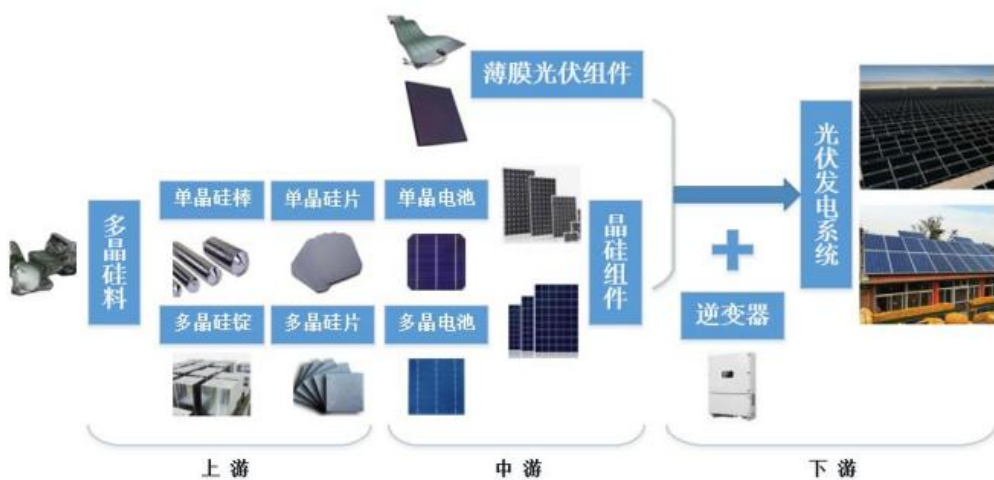 薄膜光伏组件
光伏发电系统
单晶硅棒
单晶硅片
单晶电池
多晶硅料
晶硅组件
多晶硅锭
多晶硅片
多晶电池
逆变器
上游
中游
下游